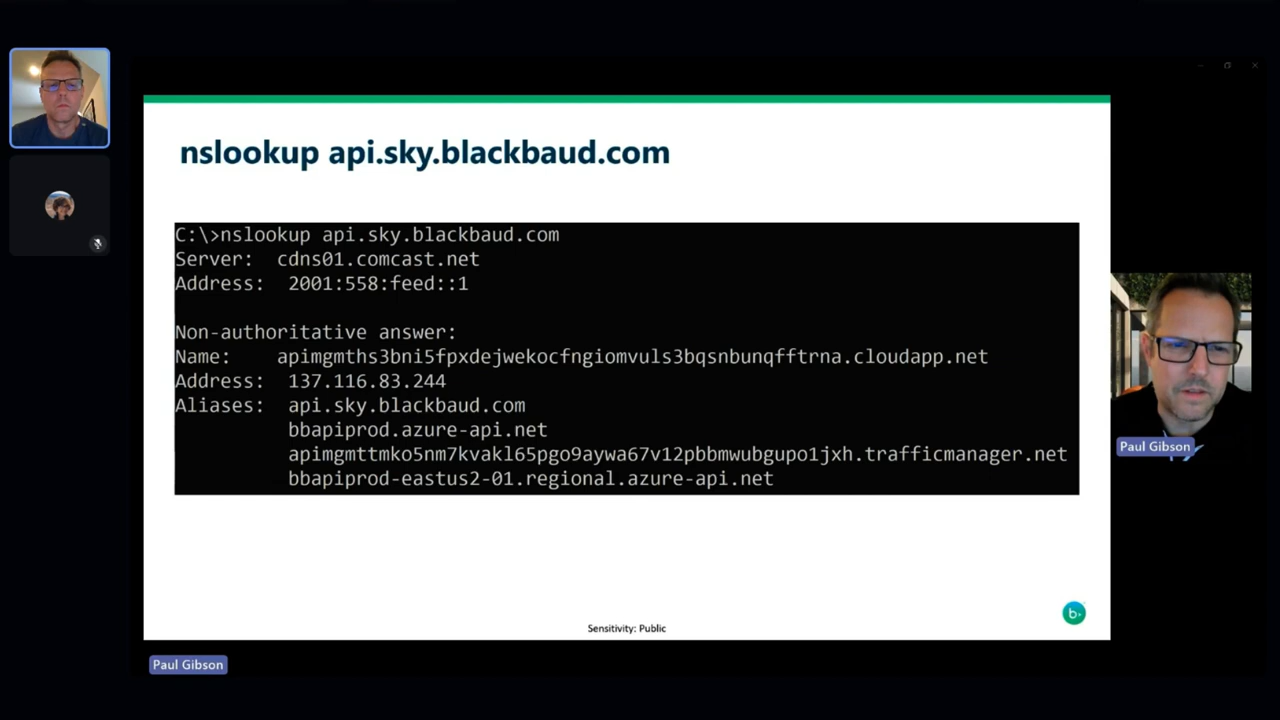 nslookup api.sky.blackbaud.com
C:\>nslookup api.sky.blackbaud.com
Server: cdns01.comcast.net
Address: 2001:558:feed::1
Non-authoritative answer:
Name: apimgmths3bni5fpxdejwekocfngiomvuls3bqsnbunqfftrna.cloudapp.net
Address: 137.116.83.244
Aliases: api.sky.blackbaud.com
bbapiprod.azure-api.net
apimgmttmko5nm7kvakl65pgo9aywa67v12pbbmwubgupo1jxh.trafficmanager.net
bbapiprod-eastus2-01.regional.azure-api.net
Paul Gibson
b
Sensitivity: Public
Paul Gibson